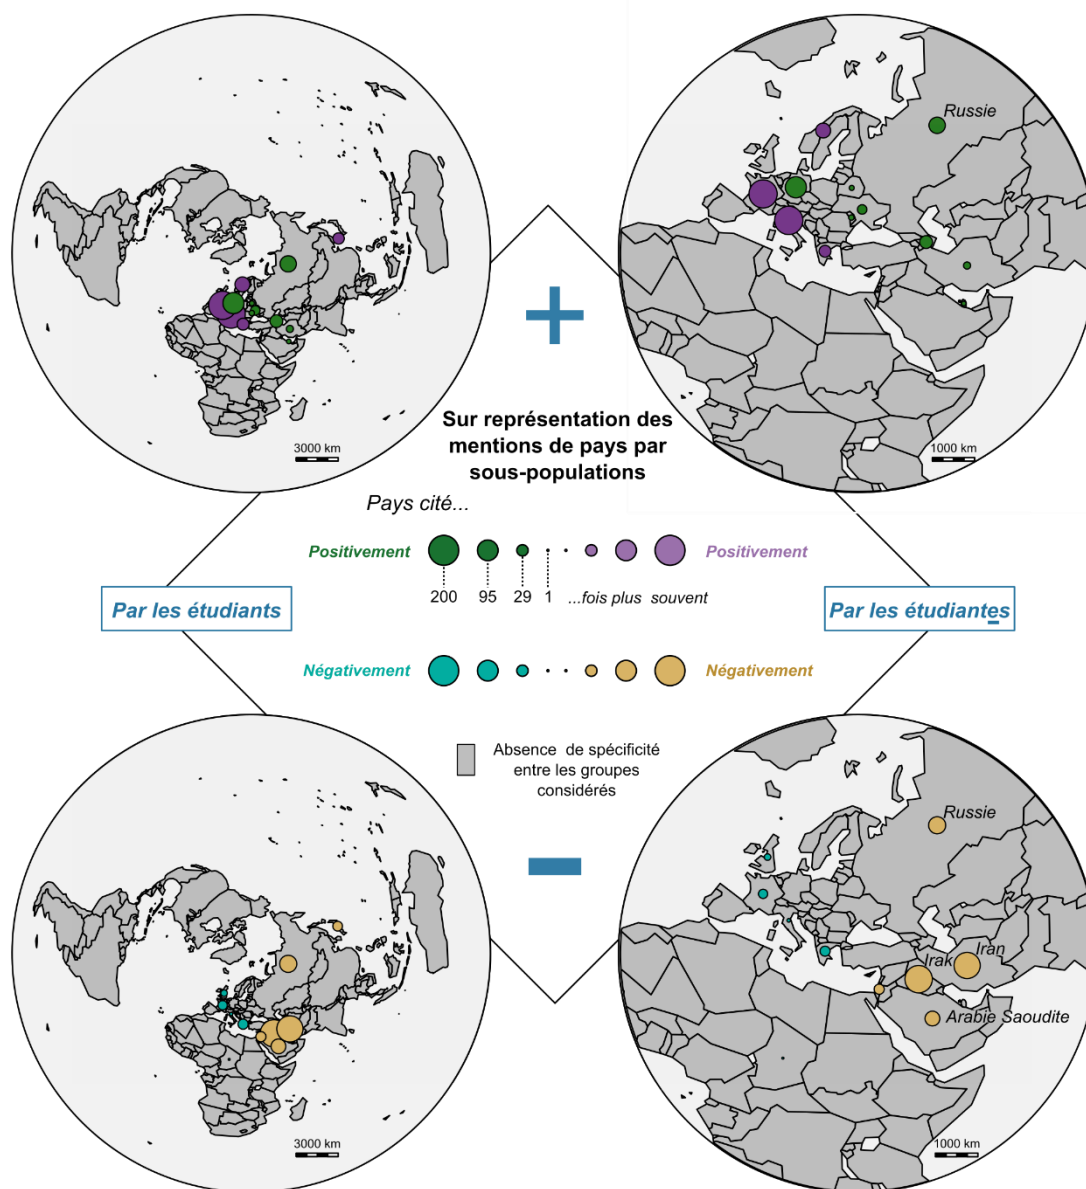 Russie
3000 km
1000 km
Sur représentation des
mentions de pays par
sous-populations
Pays cité...
Positivement
Positivement
200
95
29
1
...fois plus souvent
Par les étudiants
Par les étudiantes
Négativement
Négativement
Absence de spécificité
entre les groupes
considérés
Russie
Iran
Irak
Arabie Saoudite
3000 km
1000 km